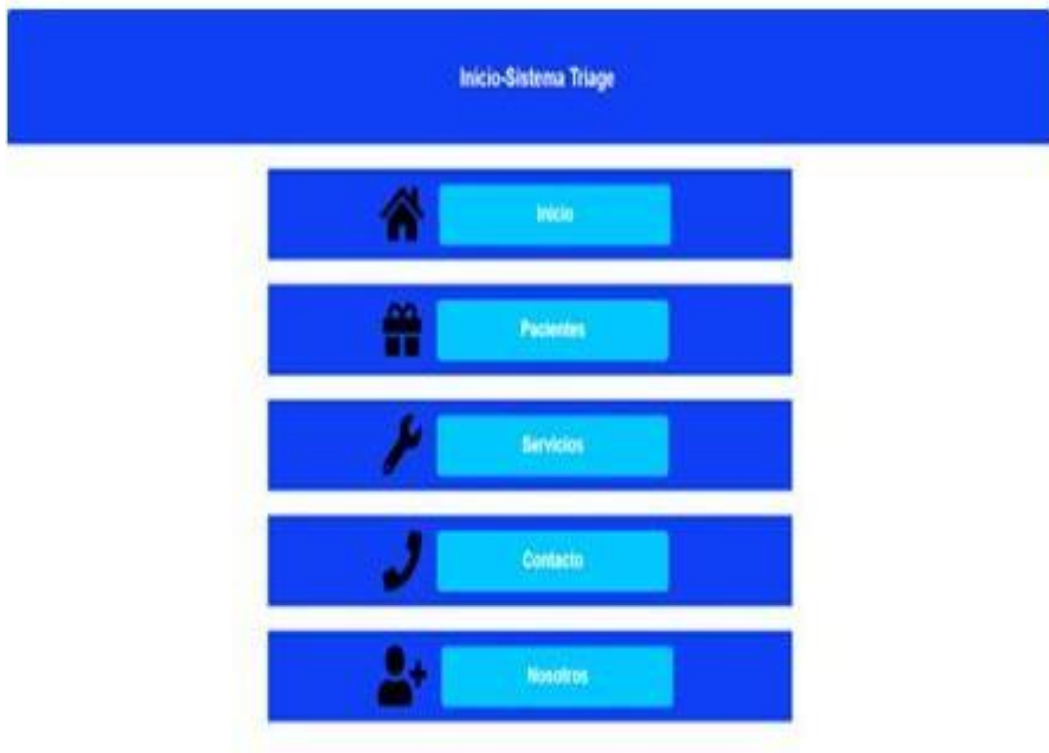 Inicio-Sistema Triage
Inicio
Pacientes
Servicios
Contacto
Nosotros